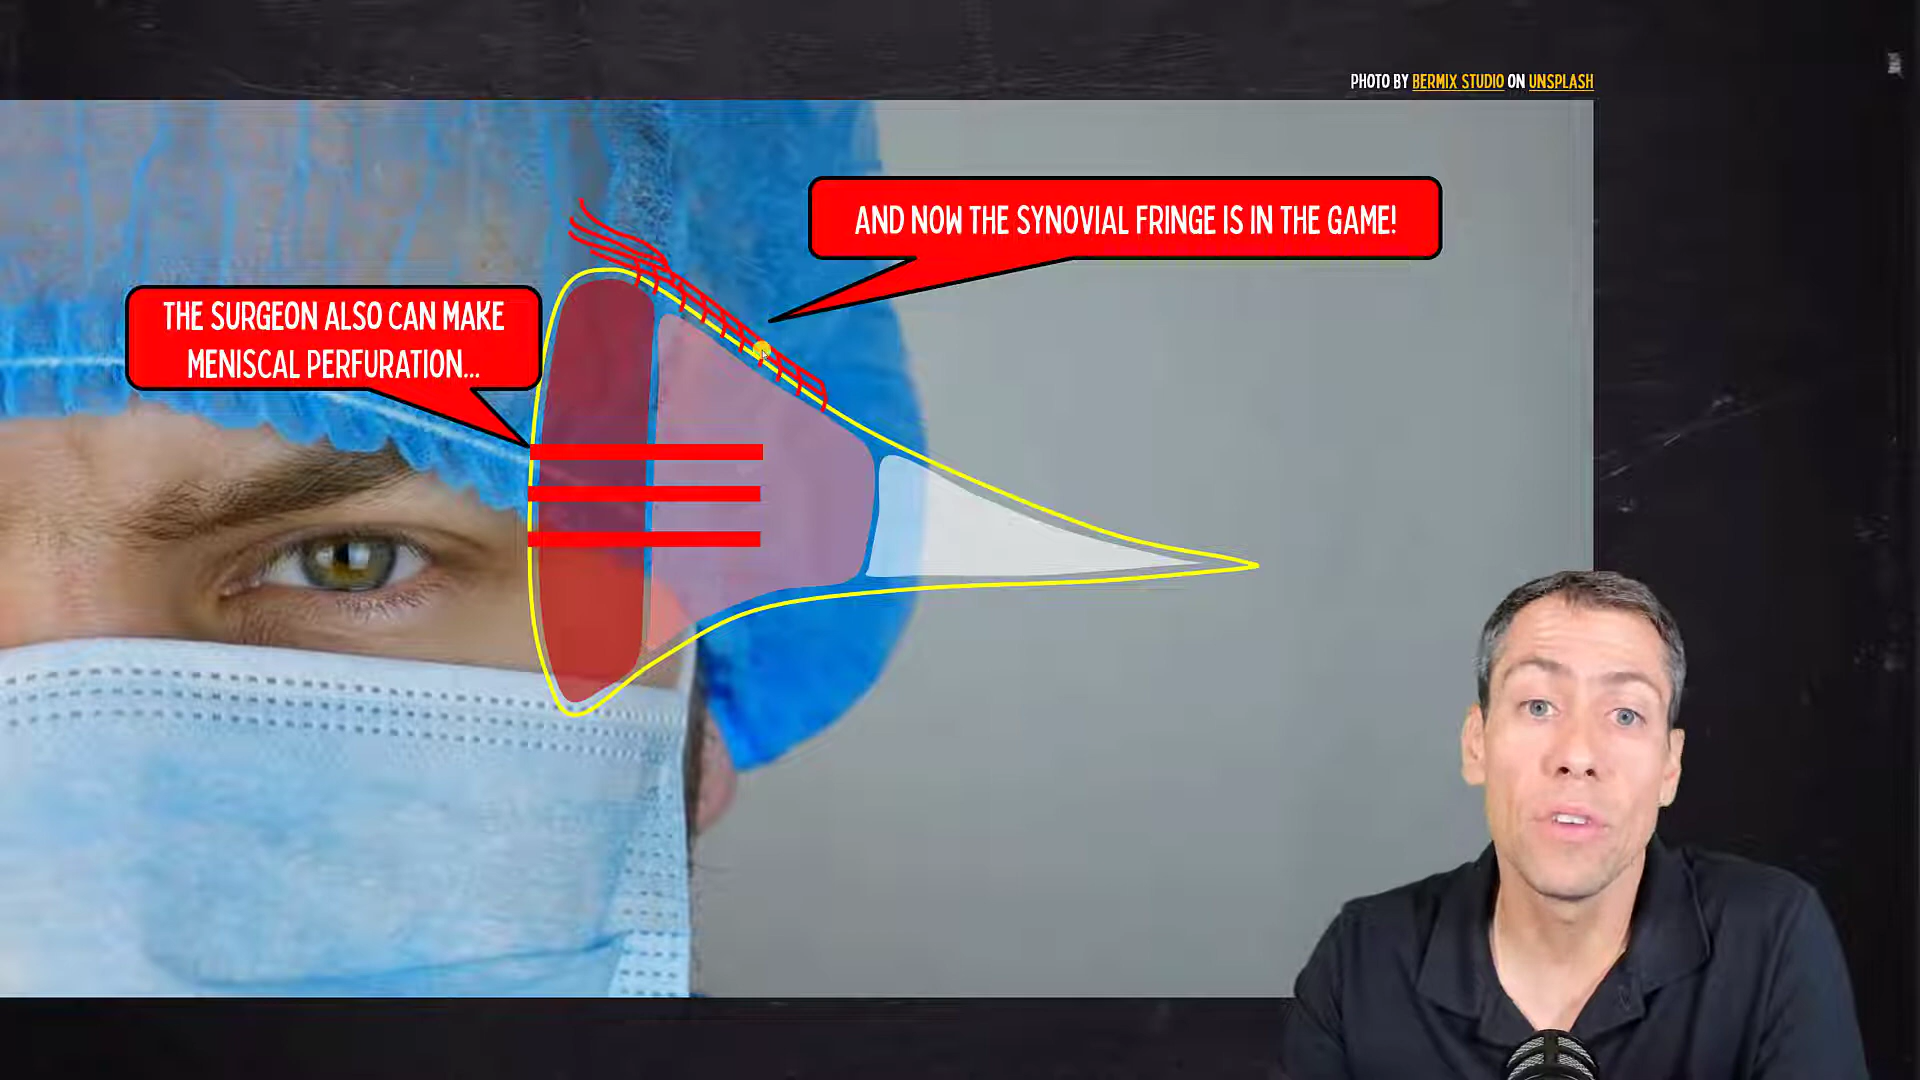 PHOTO BY BERMIX STUDIO ON UNSPLASH
AND NOW THE SYNOVIAL FRINGE IS IN THE GAME!
THE SURGEON ALSO CAN MAKE
MENISCAL PERFURATION...